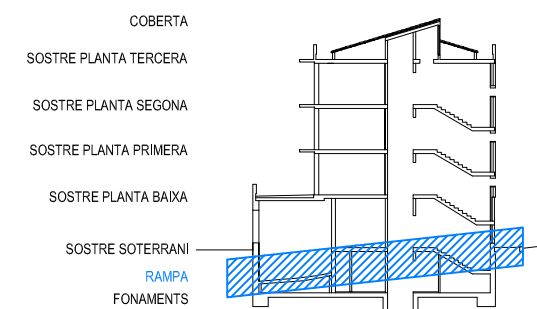 COBERTA
SOSTRE PLANTA TERCERA
SOSTRE PLANTA SEGONA
SOSTRE PLANTA PRIMERA
SOSTRE PLANTA BAIXA
SOSTRE SOTERRANI
RAMPA
FONAMENTS